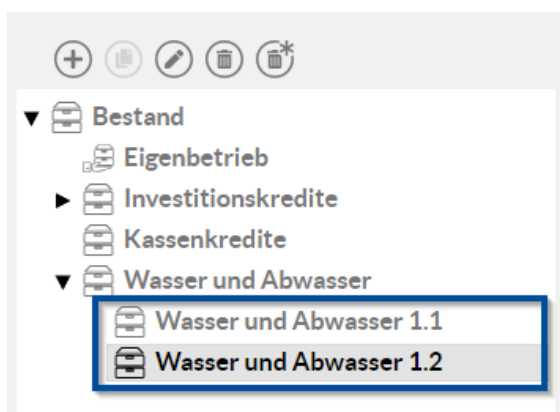 Bestand
Eigenbetrieb
Investitionskredite
Kassenkredite
Wasser und Abwasser
Wasser und Abwasser 1.1
Wasser und Abwasser 1.2